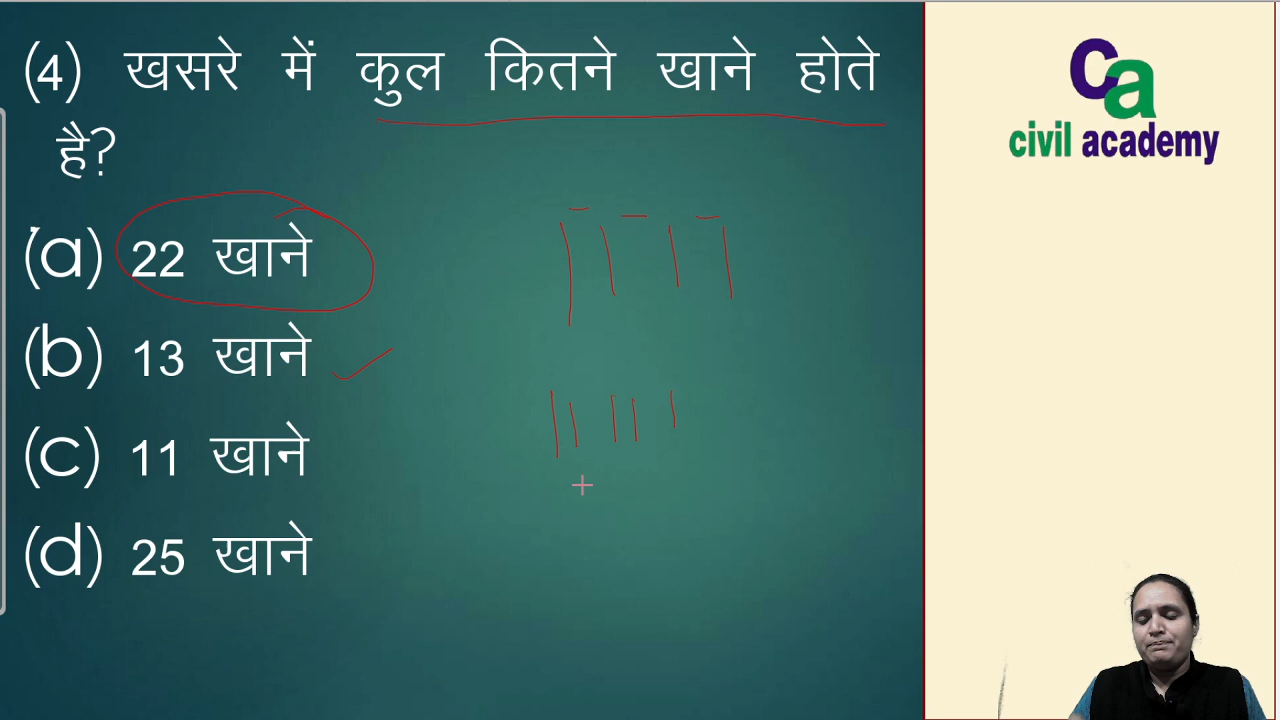 (4) खसरे में कुल कितने खाने होते
है?
(a) 22 खाने
(b) 13 खाने
(c) 11 खाने
(d) 25 खाने
ca
civil academy